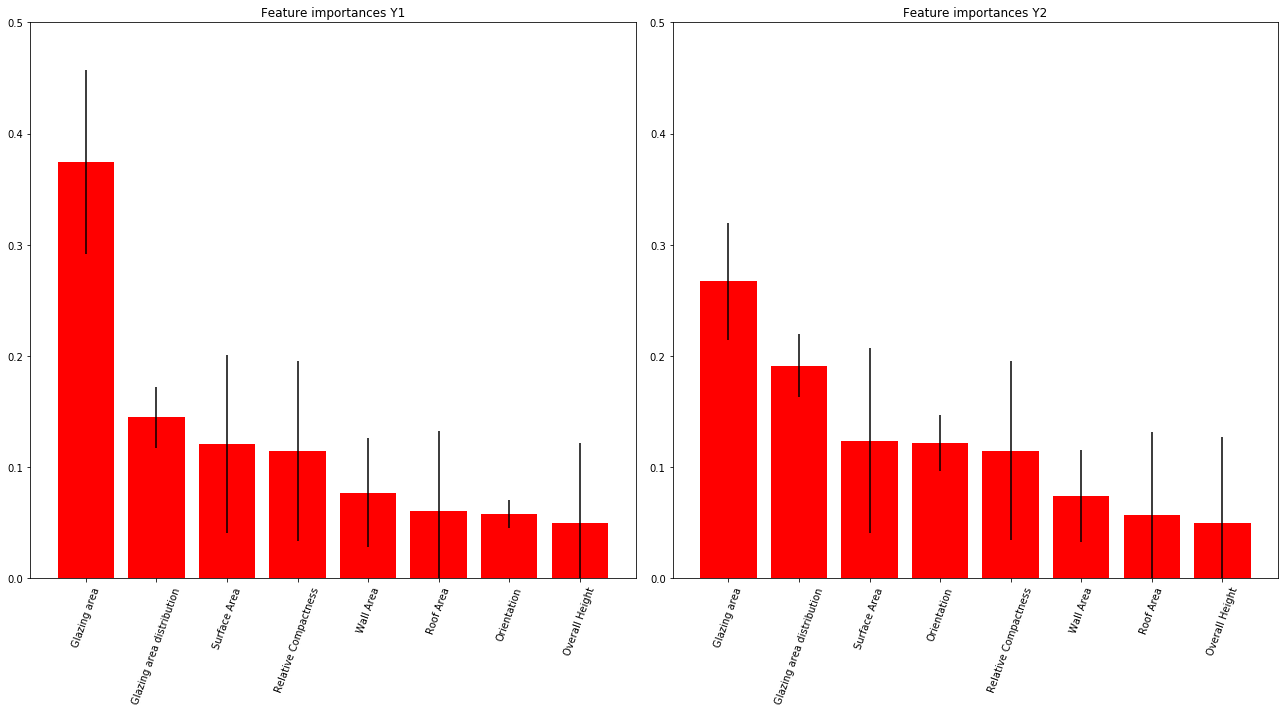 Feature importances Y1
0.5
0.4
0.3
0.2
0.1
0.0
Glazing area
Glazing area distribution
Surface Area
Relative Compactness
Wall Area
Roof Area
Orientation
Overall Height
Feature importances Y2
0.5
0.4
0.3
0.2
0.1
0.0
Glazing area
Glazing area distribution
Surface Area
Orientation
Relative Compactness
Wall Area
Roof Area
Overall Height